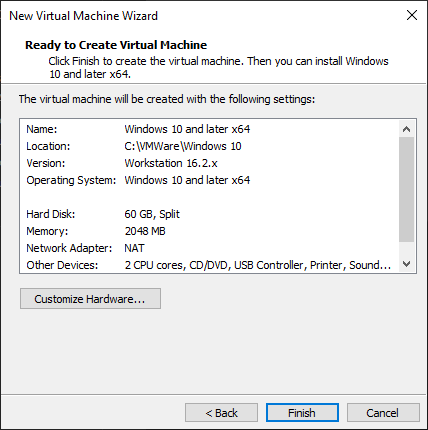 New Virtual Machine Wizard
Ready to Create Virtual Machine
Click Finish to create the virtual machine. Then you can install Windows
10 and later x64.
The virtual machine will be created with the following settings:
Name: Windows 10 and later x64
Location: C:\VMWare\Windows 10
Version: Workstation 16.2.x
Operating System: Windows 10 and later x64
Hard Disk: 60 GB, Split
Memory: 2048 MB
Network Adapter: NAT
Other Devices: 2 CPU cores, CD/DVD, USB Controller, Printer, Sound...
Customize Hardware...
< Back Finish Cancel